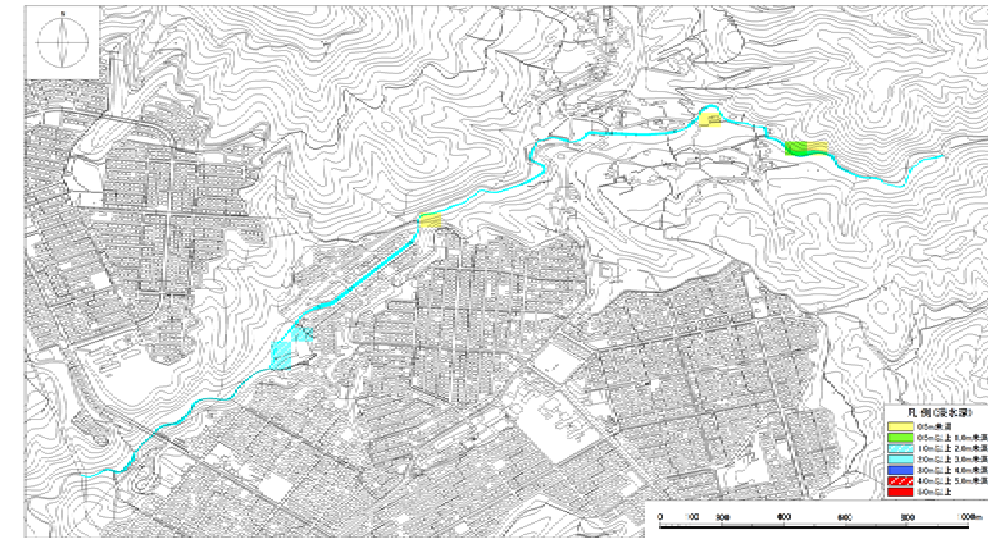 N
凡 例(浸水深)
0.5m未満
0.5m以上 1.0m未満
1.0m以上 2.0m未満
2.0m以上 3.0m未満
3.0m以上 4.0m未満
4.0m以上 5.0m未満
5.0m以上
0 100 200 400 600 800 1000m